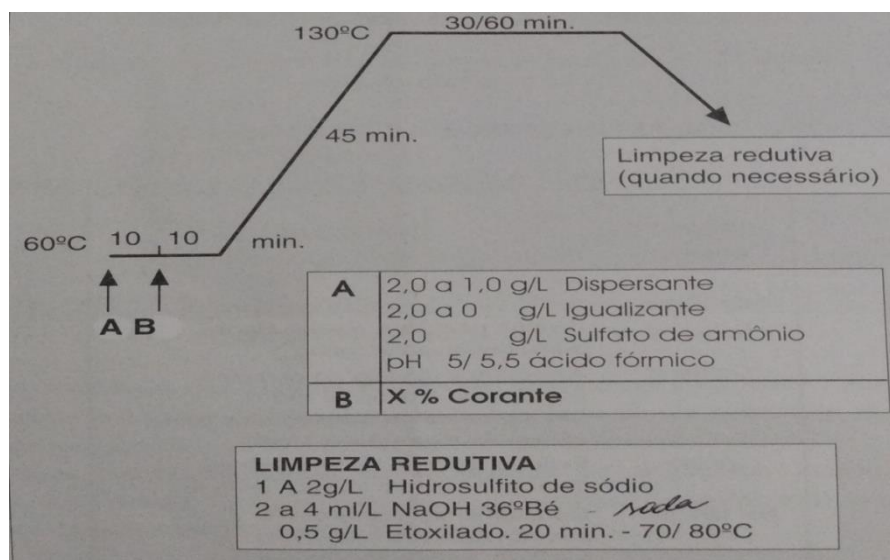 130ºC
30/60 min.
45 min.
Limpeza redutiva
(quando necessário)
60ºC 10 10 min.
A B
A 2,0 a 1,0 g/L Dispersante
2,0 a 0 g/L Igualizante
2,0 g/L Sulfato de amônio
pH 5/ 5,5 ácido fórmico
B X % Corante
LIMPEZA REDUTIVA
1 A 2g/L Hidrosulfito de sódio
2 a 4 ml/L NaOH 36ºBé - soda
0,5 g/L Etoxilado. 20 min. - 70/ 80ºC